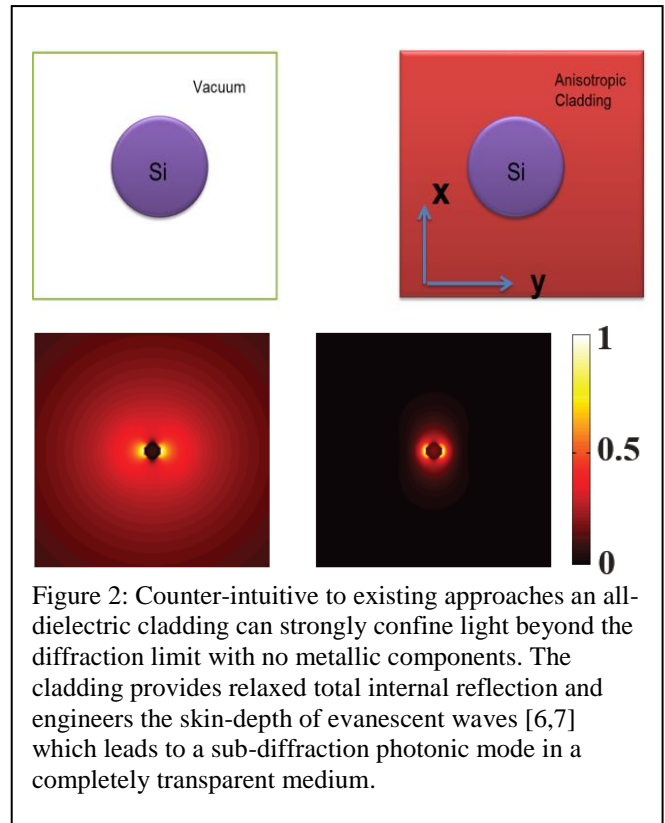 Vacuum
Si
Anisotropic
Cladding
Si
x
y
1
0.5
0
Figure 2: Counter-intuitive to existing approaches an all-
dielectric cladding can strongly confine light beyond the
diffraction limit with no metallic components. The
cladding provides relaxed total internal reflection and
engineers the skin-depth of evanescent waves [6,7]
which leads to a sub-diffraction photonic mode in a
completely transparent medium.